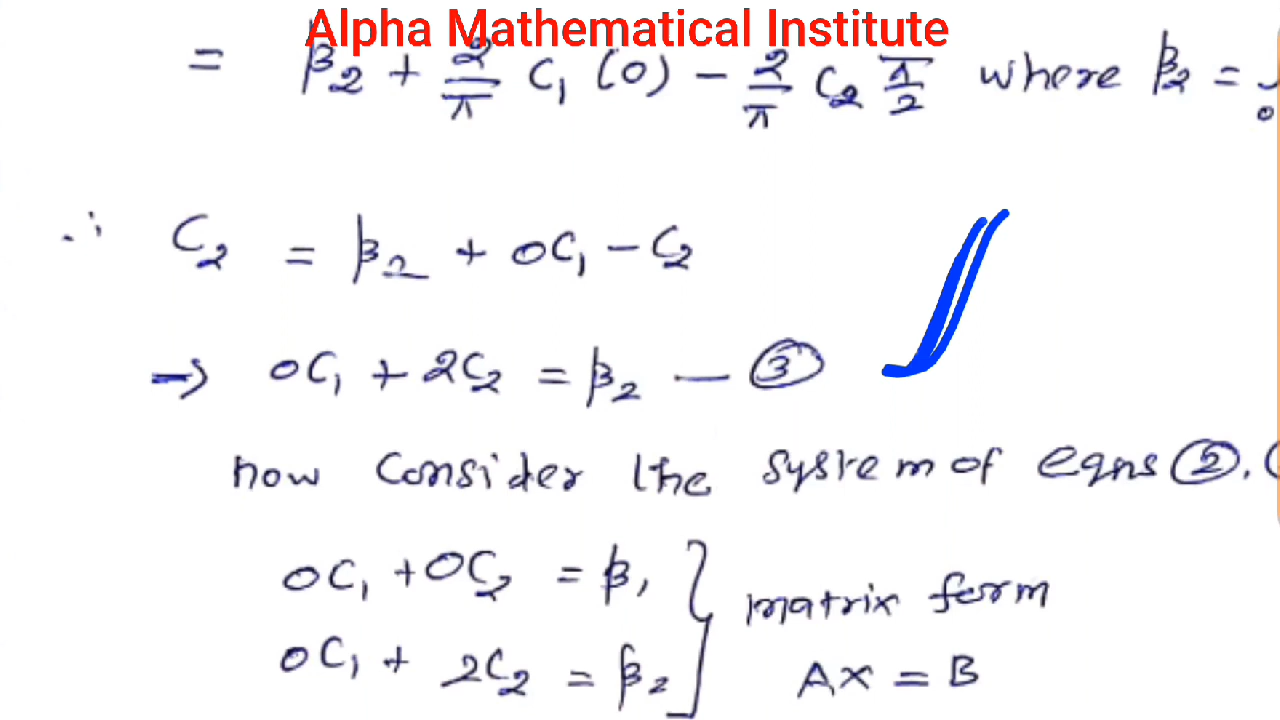 Alpha Mathematical Institute
= β₂ + 2/π C₁ (0) − 2/π C₂ π/2 where β₂ =
∴ C₂ = β₂ + 0C₁ − C₂
⇒ 0C₁ + 2C₂ = β₂ — ③
now consider the system of eqns ②,
0C₁ + 0C₂ = β₁
matrix form
0C₁ + 2C₂ = β₂
AX = B